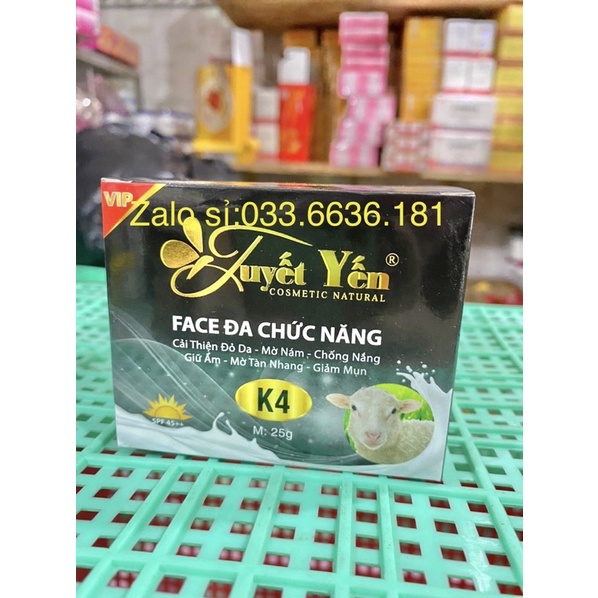 VIP
Zalo sỉ:033.6636.181
Tuyết Yến ®
COSMETIC NATURAL
FACE ĐA CHỨC NĂNG
Cải Thiện Đỏ Da - Mờ Nám - Chống Nắng
Giữ Ẩm - Mờ Tàn Nhang - Giảm Mụn
K4
SPF 45++
M: 25g